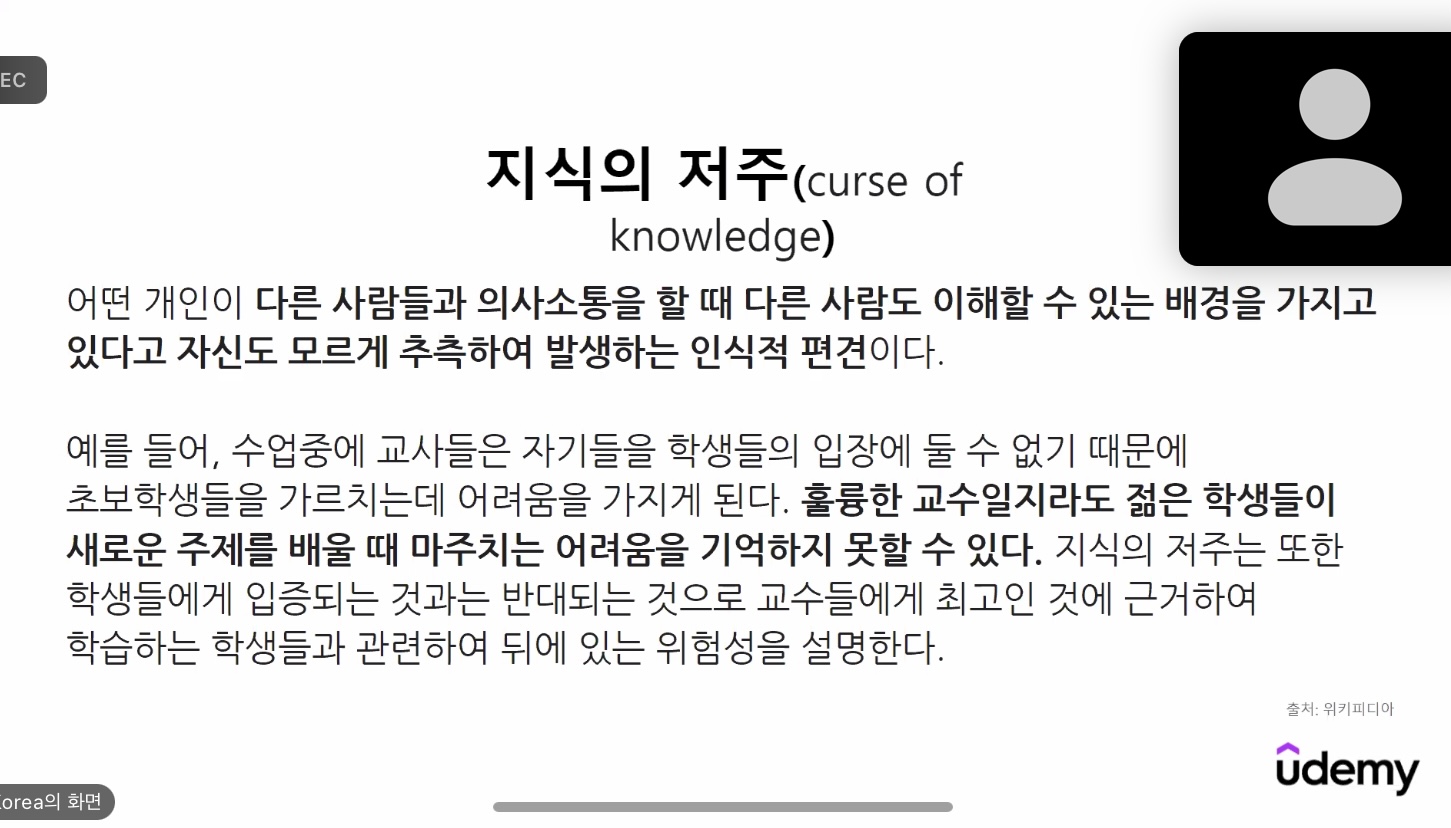 EC
지식의 저주(curse of
knowledge)
어떤 개인이 다른 사람들과 의사소통을 할 때 다른 사람도 이해할 수 있는 배경을 가지고
있다고 자신도 모르게 추측하여 발생하는 인식적 편견이다.
예를 들어, 수업중에 교사들은 자기들을 학생들의 입장에 둘 수 없기 때문에
초보학생들을 가르치는데 어려움을 가지게 된다. 훌륭한 교수일지라도 젊은 학생들이
새로운 주제를 배울 때 마주치는 어려움을 기억하지 못할 수 있다. 지식의 저주는 또한
학생들에게 입증되는 것과는 반대되는 것으로 교수들에게 최고인 것에 근거하여
학습하는 학생들과 관련하여 뒤에 있는 위험성을 설명한다.
출처: 위키피디아
udemy
Korea의 화면